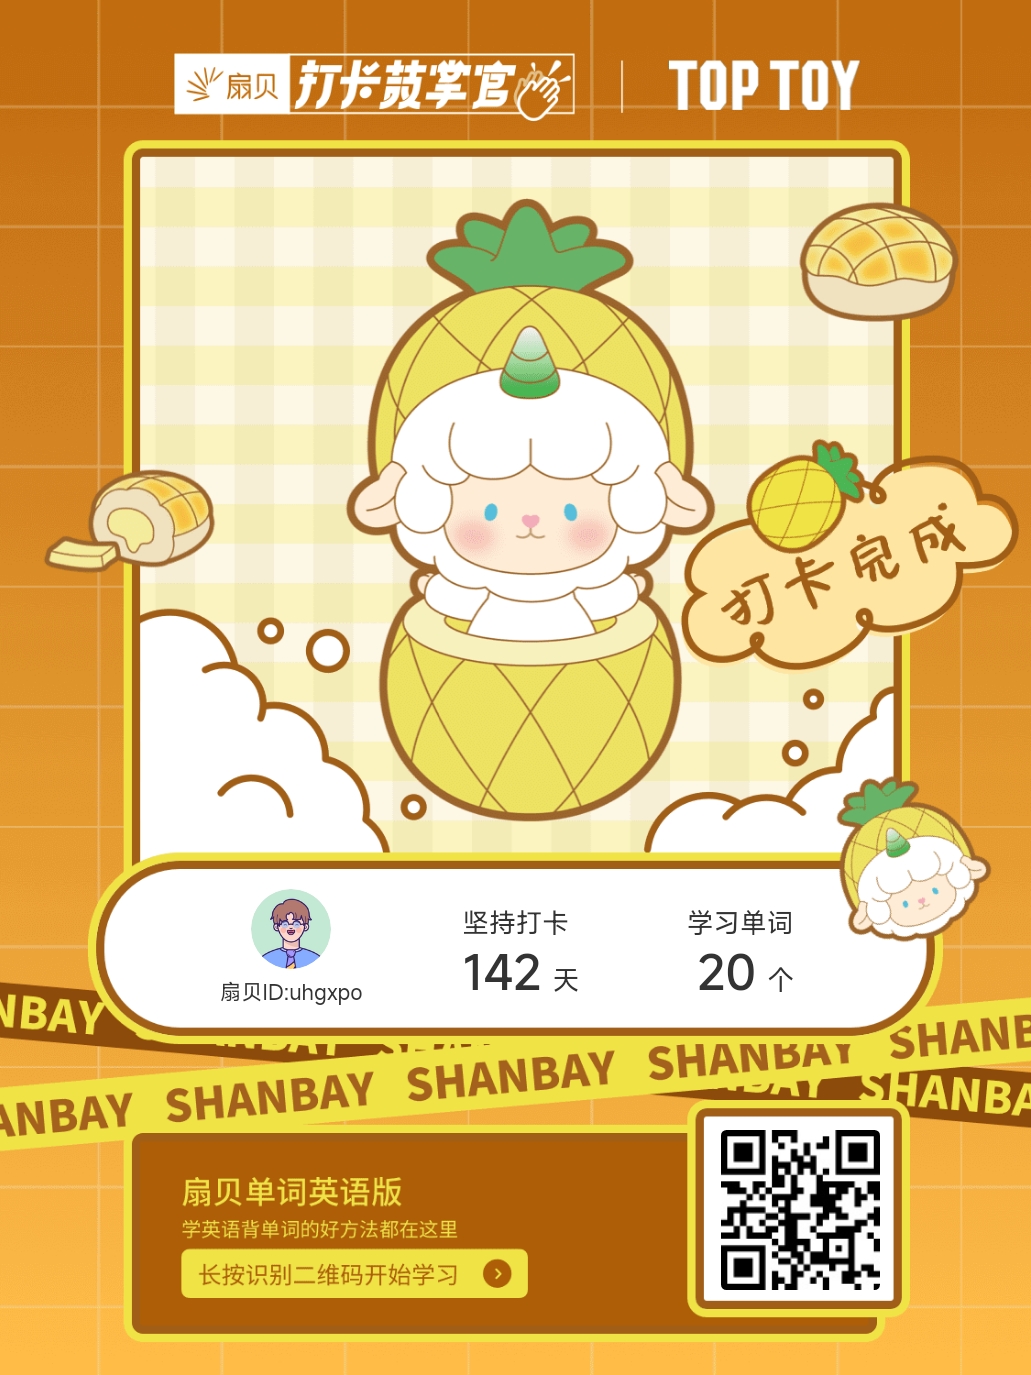 扇贝 打卡鼓掌官 TOP TOY
打卡完成
坚持打卡 学习单词
142 天 20 个
扇贝ID:uhgxpo
SHANBAY SHANBAY
SHANBAY SHANBAY SHANBAY
扇贝单词英语版
学英语背单词的好方法都在这里
长按识别二维码开始学习